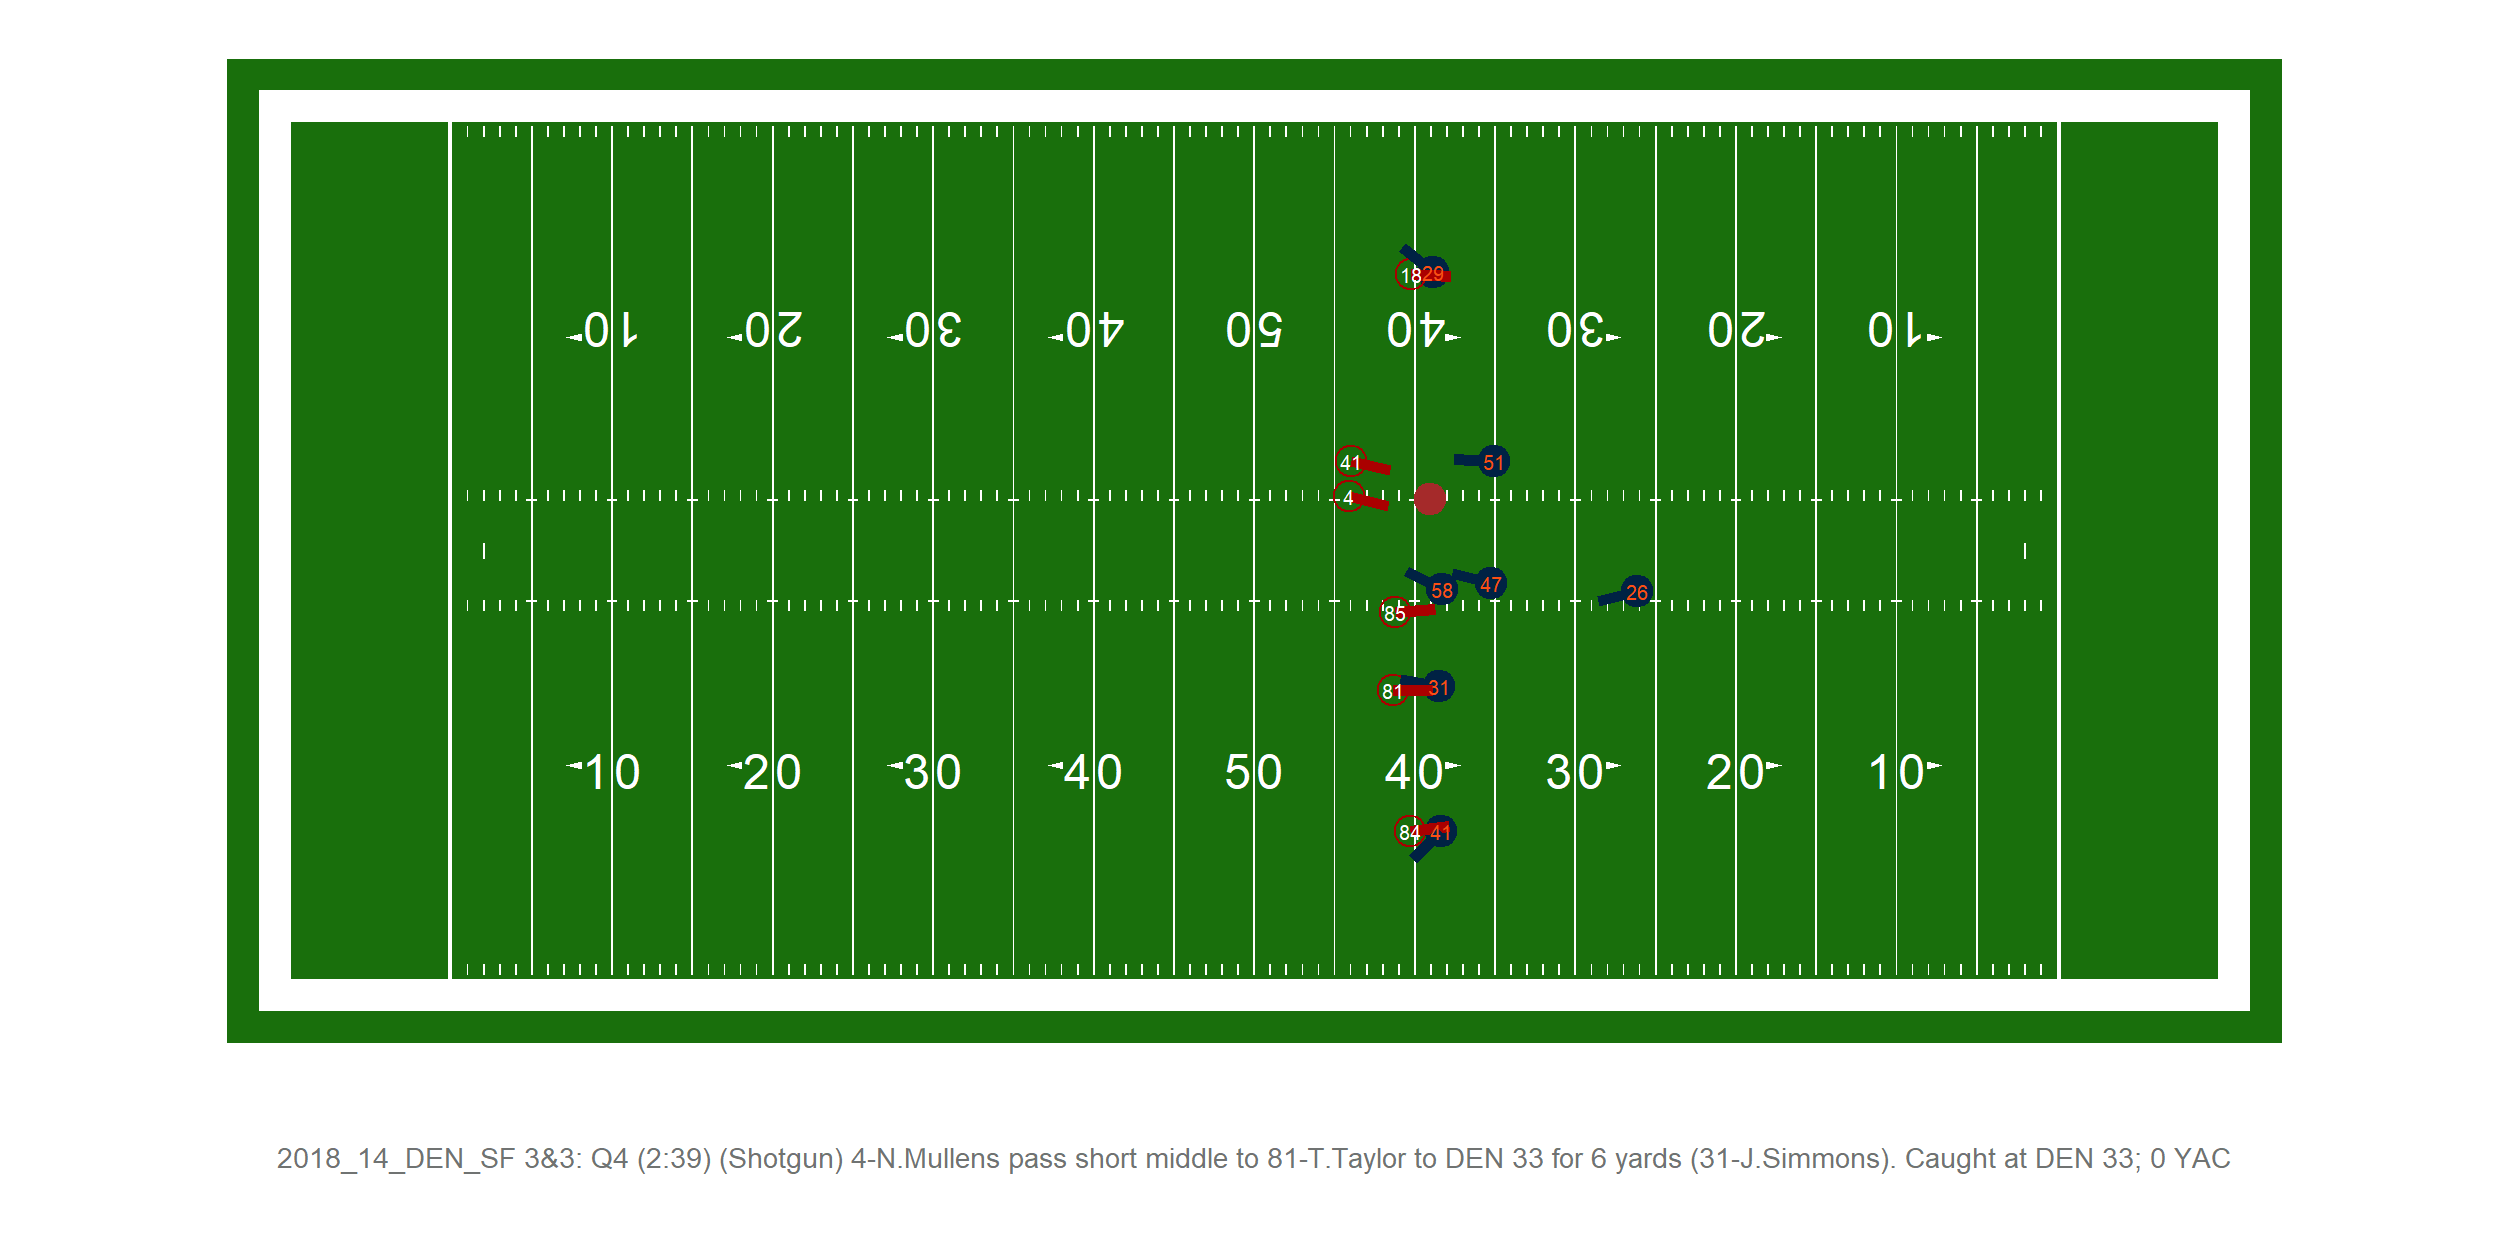 18 29
10 20 30 40 50 40 30 20 10
41 51
4
58 47 26
85
81 31
10 20 30 40 50 40 30 20 10
84 41
2018_14_DEN_SF 3&3: Q4 (2:39) (Shotgun) 4-N.Mullens pass short middle to 81-T.Taylor to DEN 33 for 6 yards (31-J.Simmons). Caught at DEN 33; 0 YAC